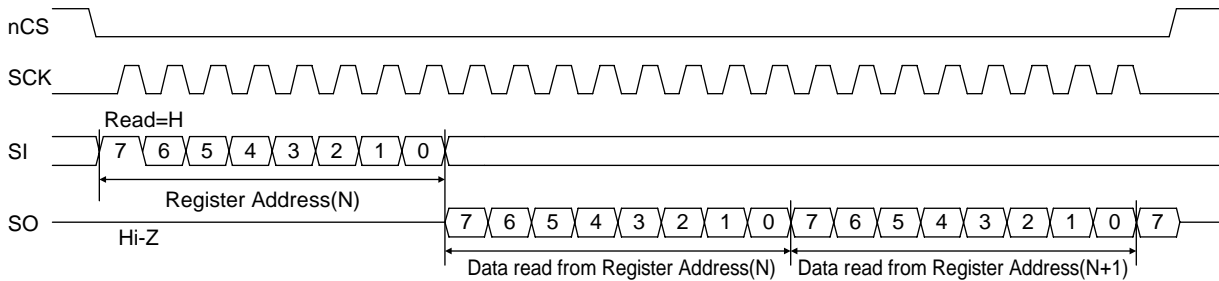 nCS
SCK
Read=H
SI 7 6 5 4 3 2 1 0
Register Address(N)
SO 7 6 5 4 3 2 1 0 7 6 5 4 3 2 1 0 7
Hi-Z
Data read from Register Address(N) Data read from Register Address(N+1)